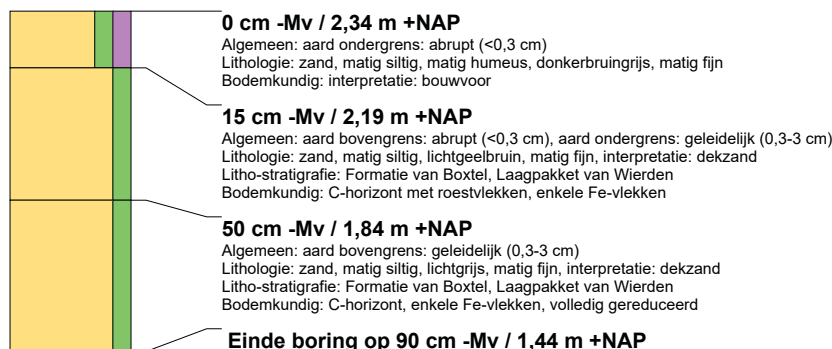 0 cm -Mv / 2,34 m +NAP
Algemeen: aard ondergrens: abrupt (<0,3 cm)
Lithologie: zand, matig siltig, matig humeus, donkerbruingrijs, matig fijn
Bodemkundig: interpretatie: bouwvoor
15 cm -Mv / 2,19 m +NAP
Algemeen: aard bovengrens: abrupt (<0,3 cm), aard ondergrens: geleidelijk (0,3-3 cm)
Lithologie: zand, matig siltig, lichtgeelbruin, matig fijn, interpretatie: dekzand
Litho-stratigrafie: Formatie van Boxtel, Laagpakket van Wierden
Bodemkundig: C-horizont met roestvlekken, enkele Fe-vlekken
50 cm -Mv / 1,84 m +NAP
Algemeen: aard bovengrens: geleidelijk (0,3-3 cm)
Lithologie: zand, matig siltig, lichtgrijs, matig fijn, interpretatie: dekzand
Litho-stratigrafie: Formatie van Boxtel, Laagpakket van Wierden
Bodemkundig: C-horizont, enkele Fe-vlekken, volledig gereduceerd
Einde boring op 90 cm -Mv / 1,44 m +NAP